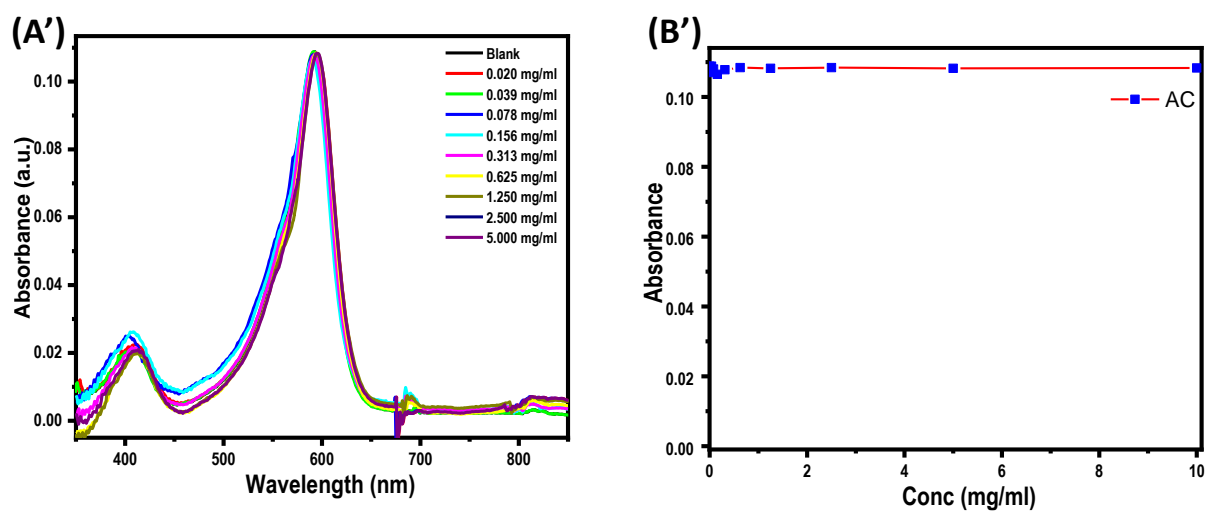 (A')
Absorbance (a.u.)
0.10
0.08
0.06
0.04
0.02
0.00
Blank
0.020 mg/ml
0.039 mg/ml
0.078 mg/ml
0.156 mg/ml
0.313 mg/ml
0.625 mg/ml
1.250 mg/ml
2.500 mg/ml
5.000 mg/ml
400 500 600 700 800
Wavelength (nm)
(B')
Absorbance
0.10
0.08
0.06
0.04
0.02
0.00
AC
0 2 4 6 8 10
Conc (mg/ml)